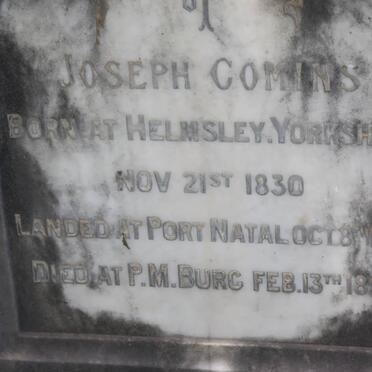 JOSEPH COMINS
BORN AT HELMSLEY. YORKSH
NOV 21ST 1830
LANDED AT PORT NATAL OCT. 8TH
DIED AT P.M. BURG FEB. 13TH 18